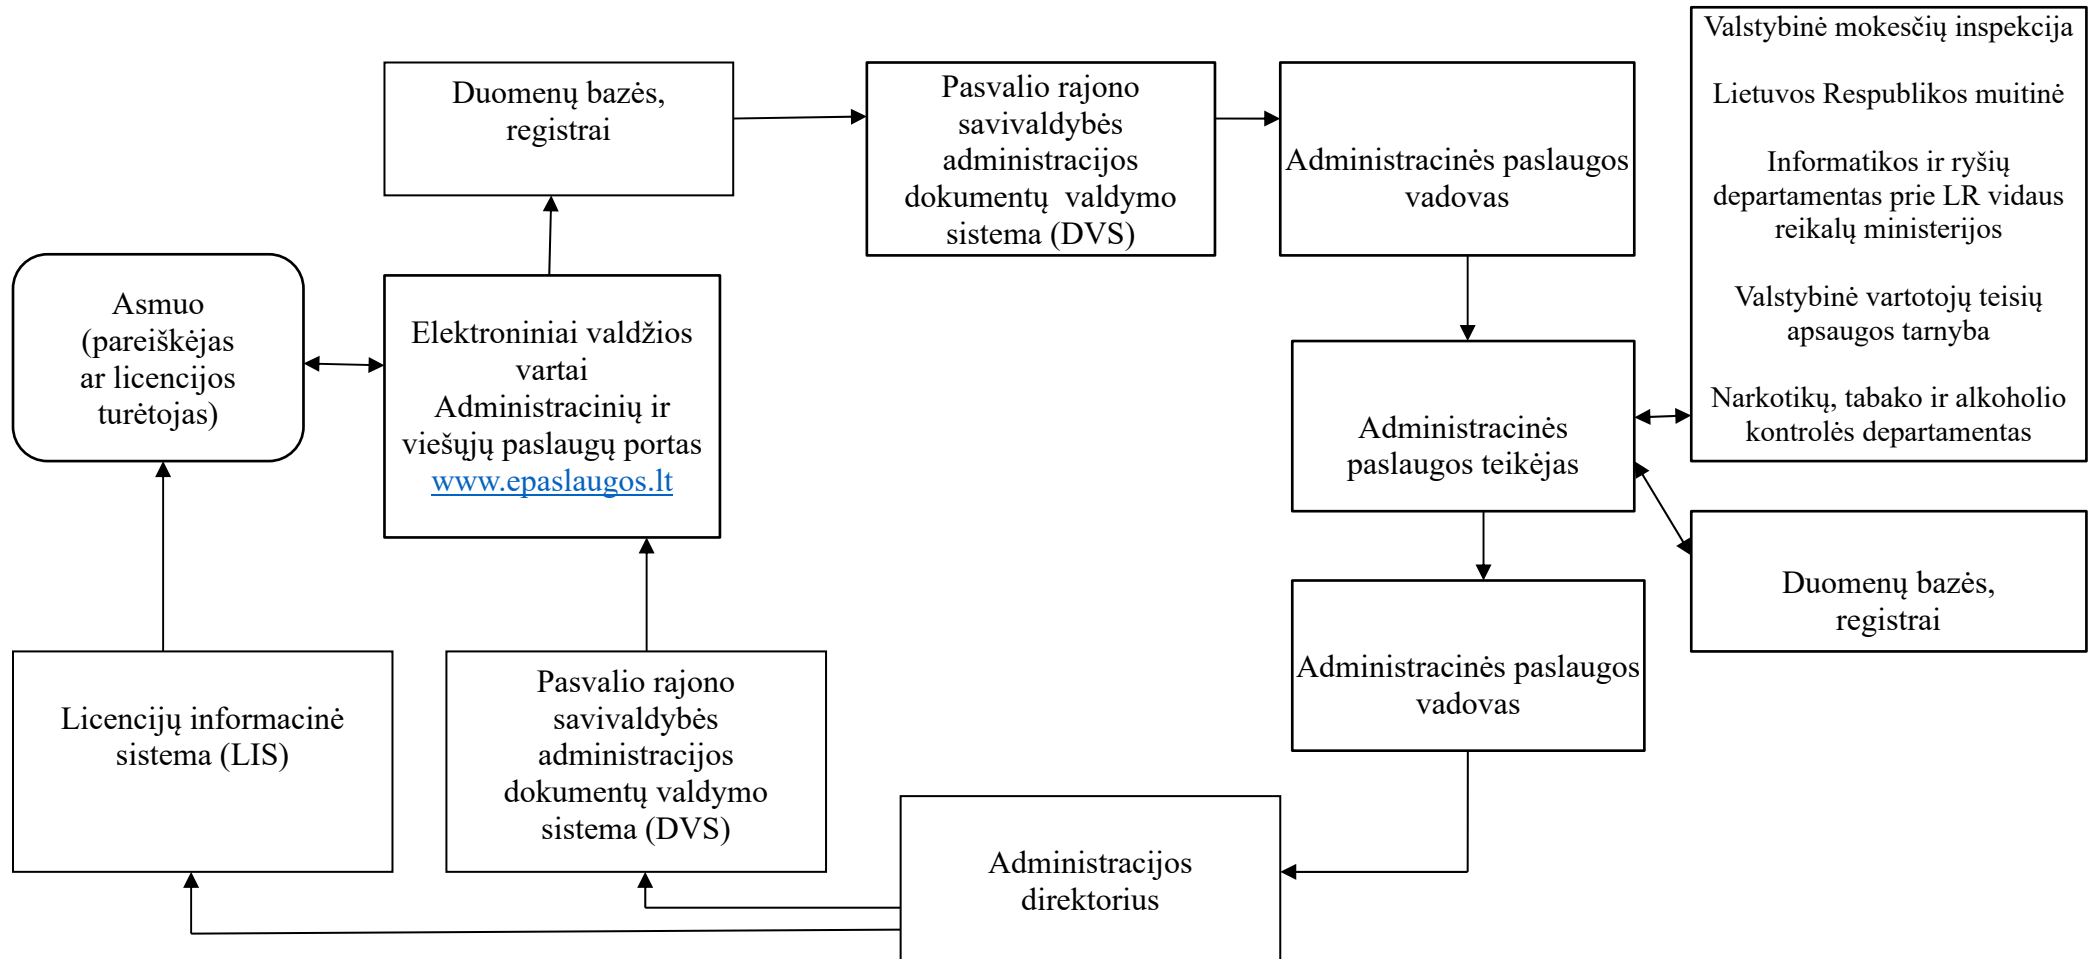 Valstybinė mokesčių inspekcija
Lietuvos Respublikos muitinė
Informatikos ir ryšių
departamentas prie LR vidaus
reikalų ministerijos
Valstybinė vartotojų teisių
apsaugos tarnyba
Narkotikų, tabako ir alkoholio
kontrolės departamentas
Duomenų bazės,
registrai
Pasvalio rajono
savivaldybės
administracijos
dokumentų  valdymo
sistema (DVS)
Administracinės paslaugos
vadovas
Asmuo
(pareiškėjas
ar licencijos
turėtojas)
Elektroniniai valdžios
vartai
Administracinių ir
viešųjų paslaugų portas
www.epaslaugos.lt
Administracinės
paslaugos teikėjas
Duomenų bazės,
registrai
Administracinės paslaugos
vadovas
Licencijų informacinė
sistema (LIS)
Pasvalio rajono
savivaldybės
administracijos
dokumentų valdymo
sistema (DVS)
Administracijos
direktorius